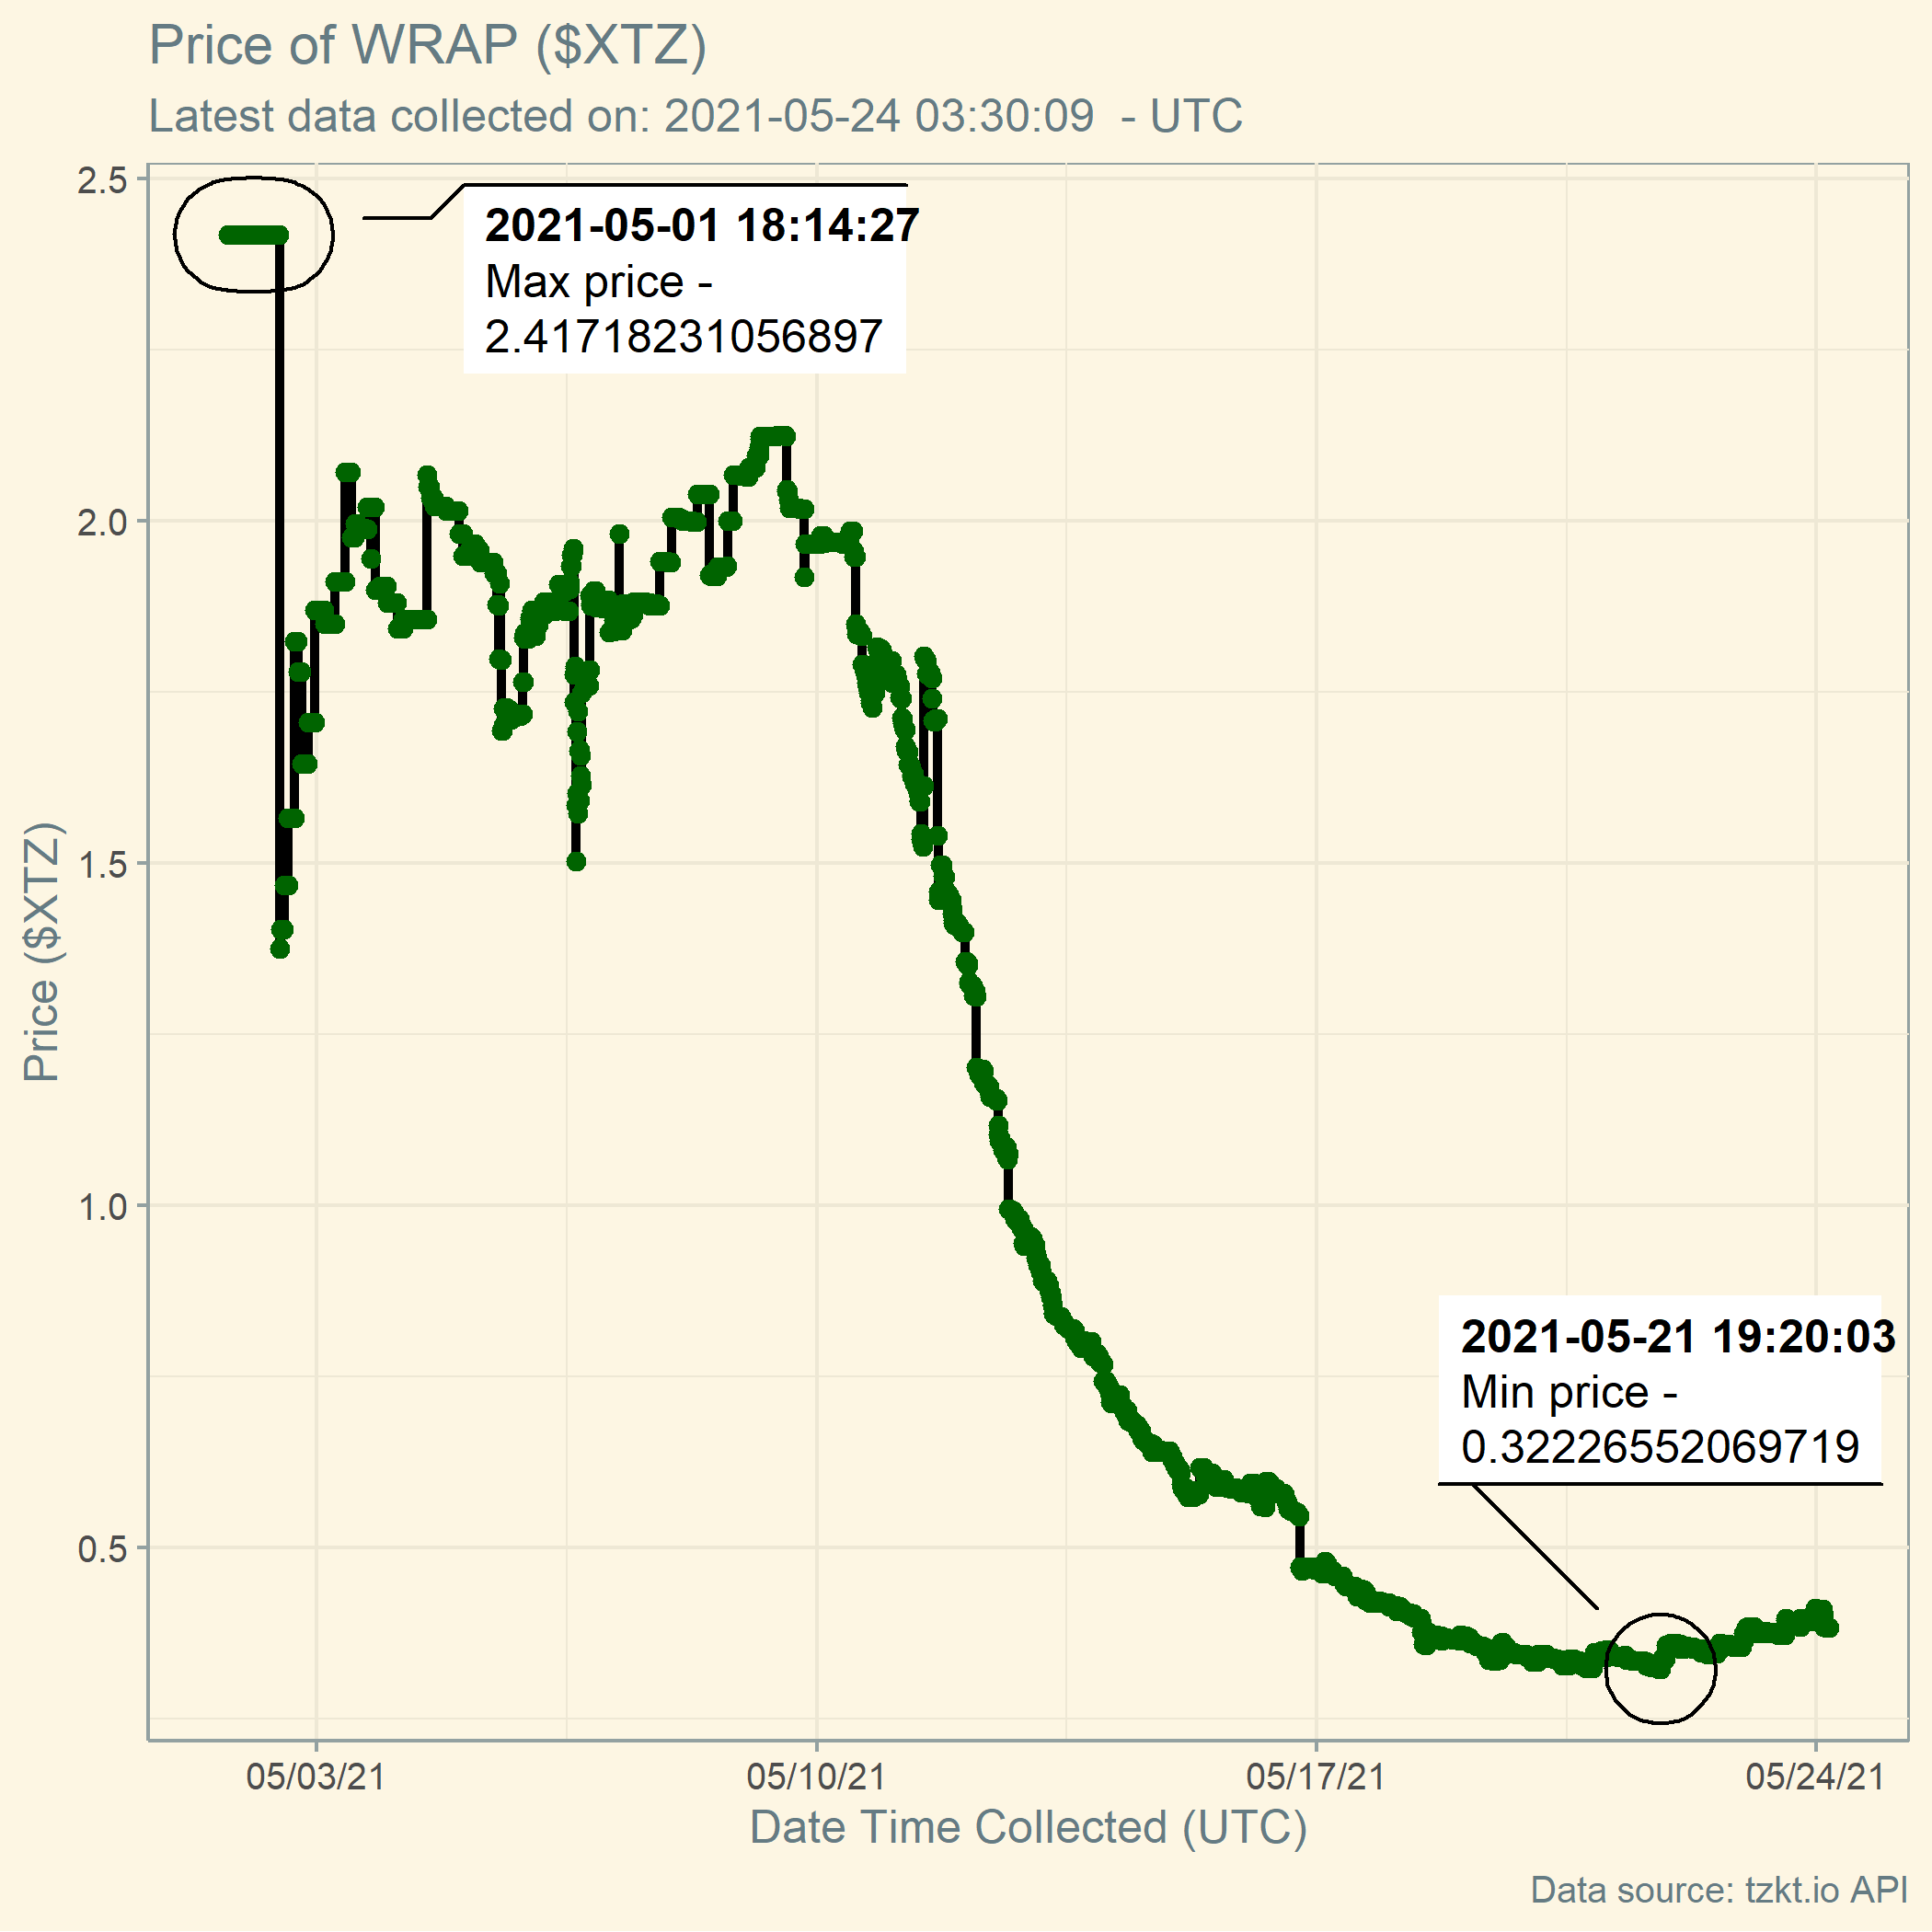 Price of WRAP ($XTZ)
Latest data collected on: 2021-05-24 03:30:09  - UTC
2.5
2.0
1.5
1.0
0.5
Price ($XTZ)
2021-05-01 18:14:27
Max price -
2.41718231056897
2021-05-21 19:20:03
Min price -
0.32226552069719
05/03/21
05/10/21
05/17/21
05/24/21
Date Time Collected (UTC)
Data source: tzkt.io API